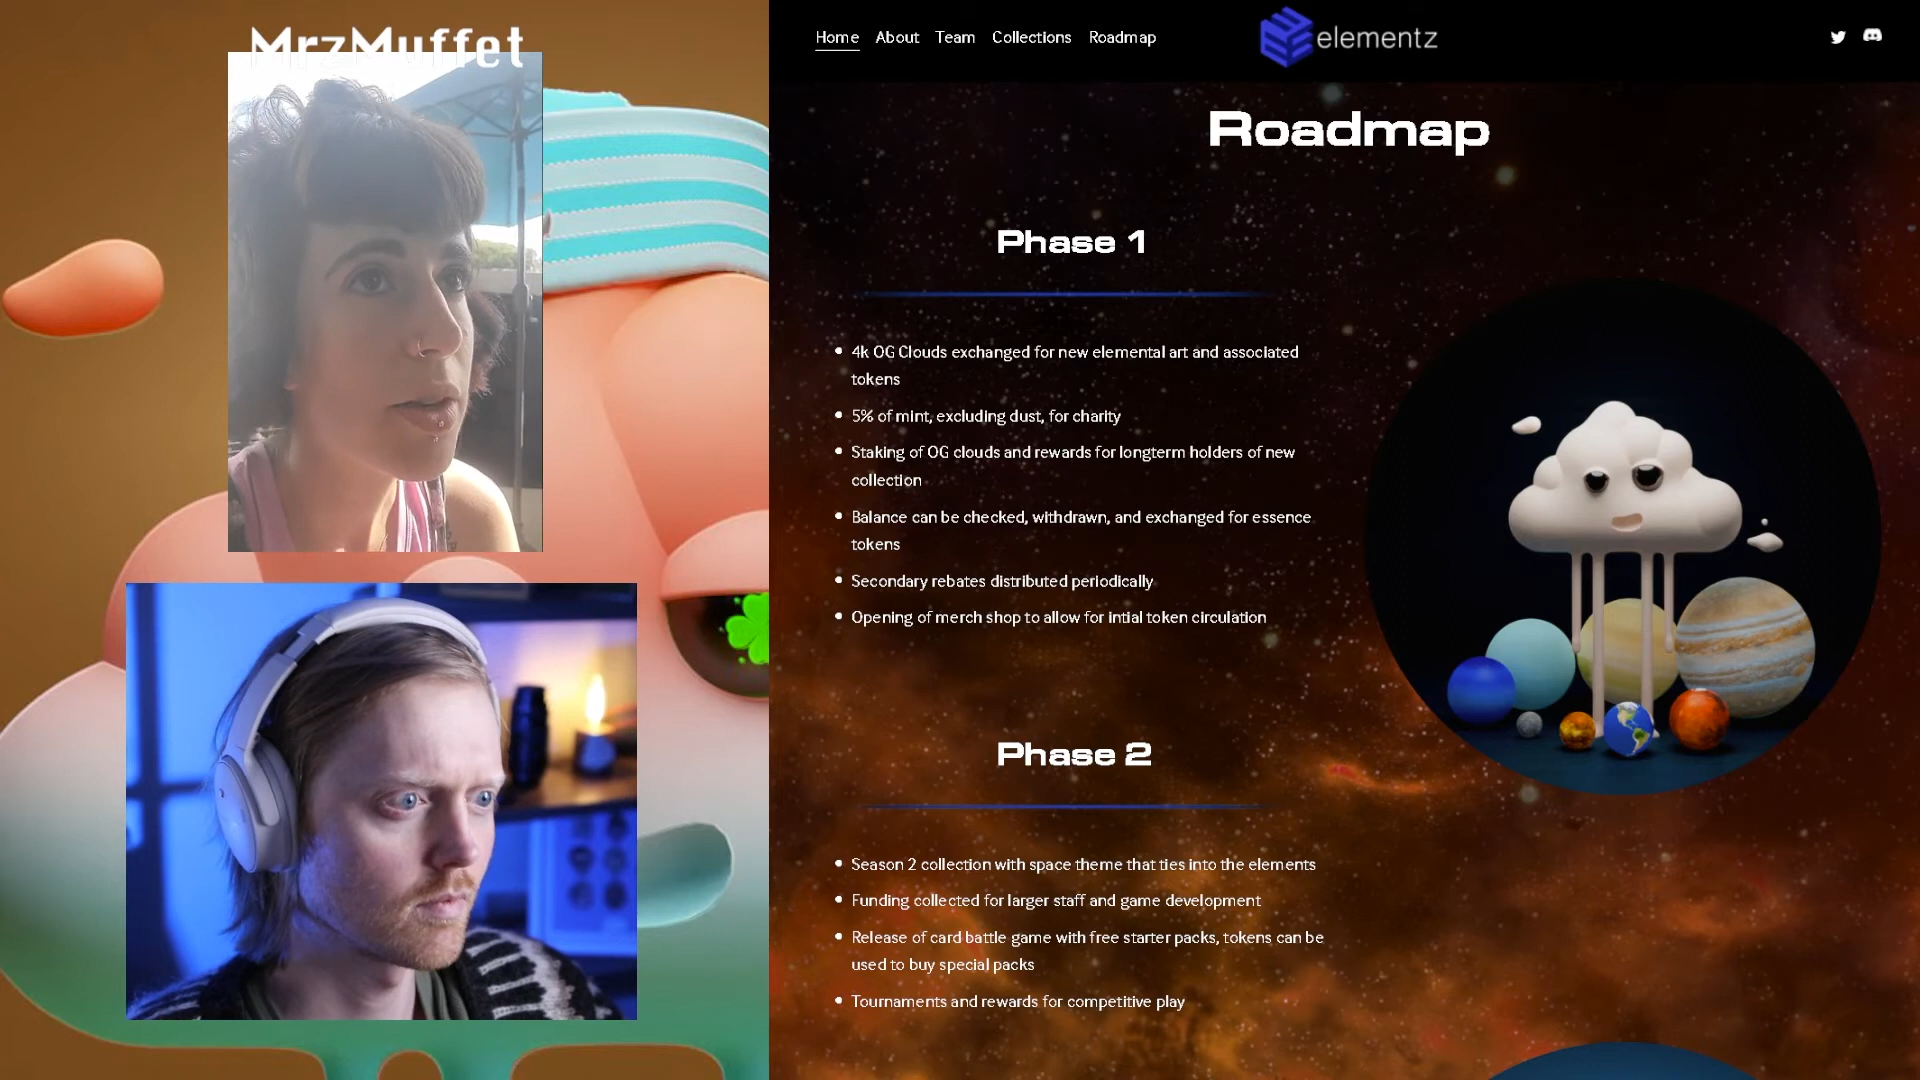 MrzMuffet
Home About Team Collections Roadmap
elementz
Roadmap
Phase 1
4k OG Clouds exchanged for new elemental art and associated
tokens
5% of mint, excluding dust, for charity
Staking of OG clouds and rewards for longterm holders of new
collection
Balance can be checked, withdrawn, and exchanged for essence
tokens
Secondary rebates distributed periodically
Opening of merch shop to allow for intial token circulation
Phase 2
Season 2 collection with space theme that ties into the elements
Funding collected for larger staff and game development
Release of card battle game with free starter packs, tokens can be
used to buy special packs
Tournaments and rewards for competitive play